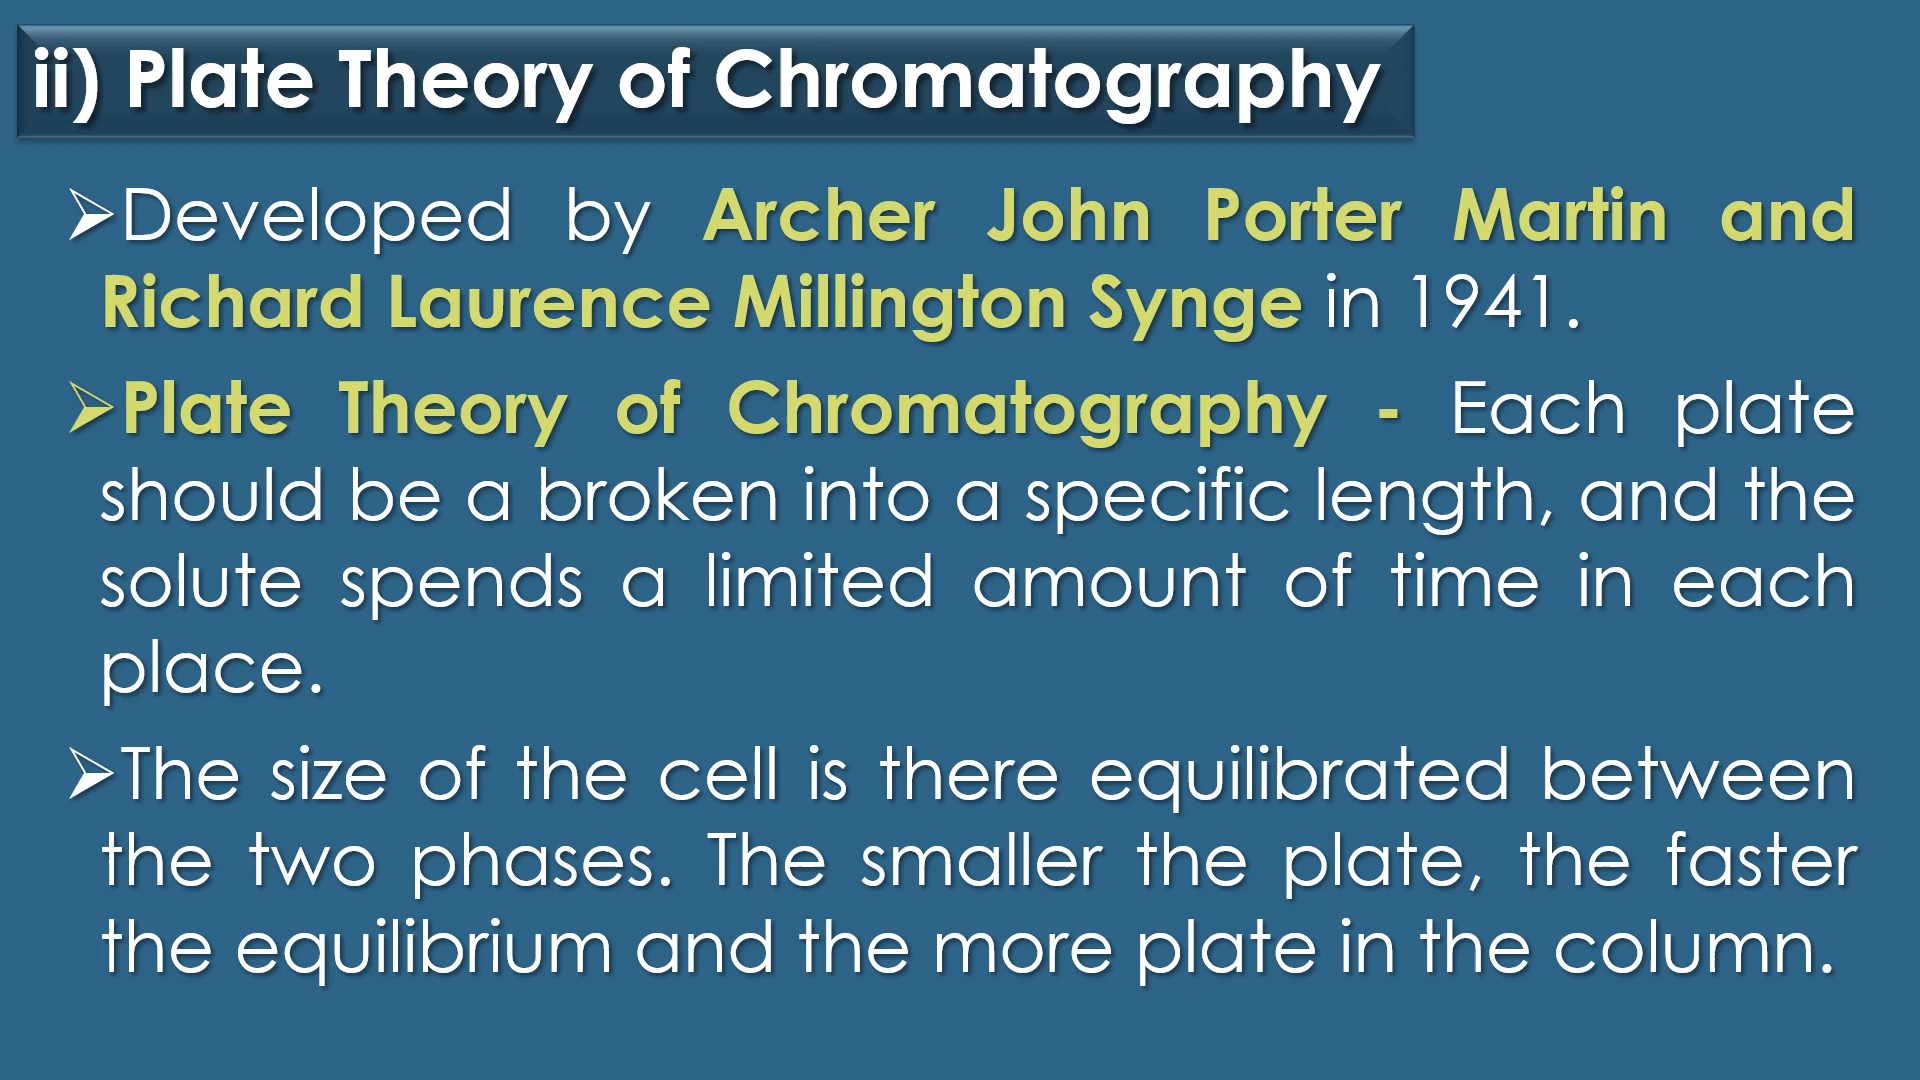 ii) Plate Theory of Chromatography
➢Developed by Archer John Porter Martin and
Richard Laurence Millington Synge in 1941.
➢Plate Theory of Chromatography - Each plate
should be a broken into a specific length, and the
solute spends a limited amount of time in each
place.
➢The size of the cell is there equilibrated between
the two phases. The smaller the plate, the faster
the equilibrium and the more plate in the column.